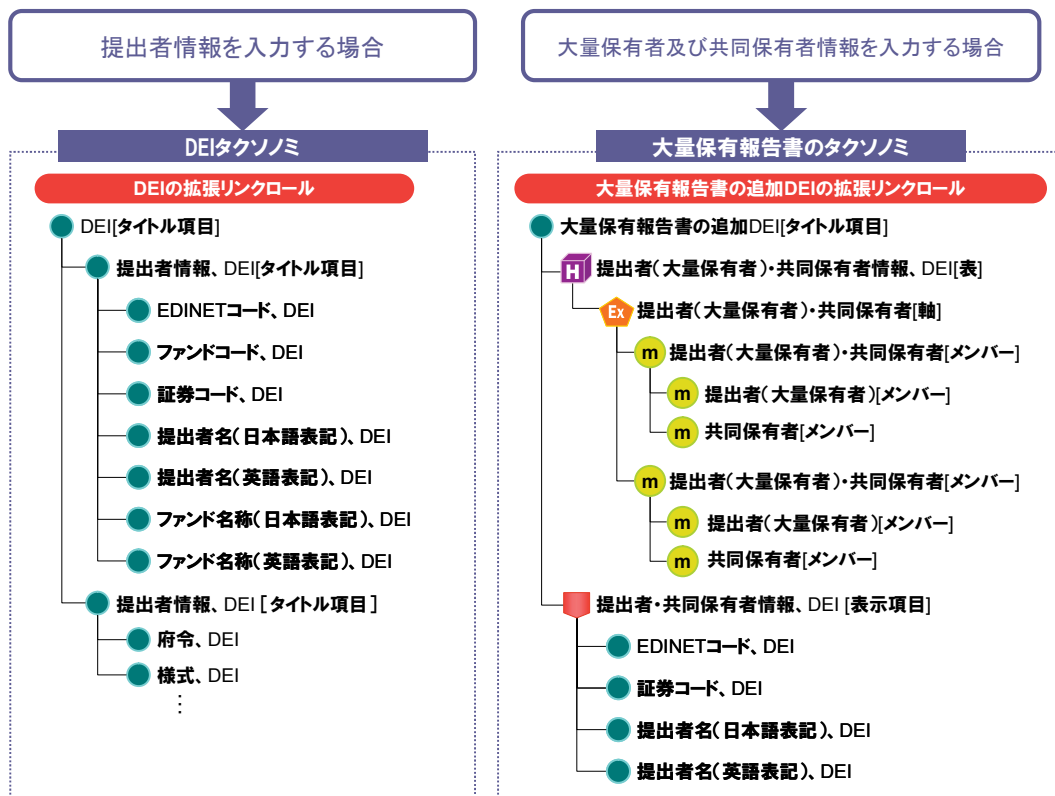 提出者情報を入力する場合
DEIタクソノミ
DEIの拡張リンクロール
DEI[タイトル項目]
提出者情報、DEI[タイトル項目]
EDINETコード、DEI
ファンドコード、DEI
証券コード、DEI
提出者名(日本語表記)、DEI
提出者名(英語表記)、DEI
ファンド名称(日本語表記)、DEI
ファンド名称(英語表記)、DEI
提出者情報、DEI [タイトル項目]
府令、DEI
様式、DEI
⋮
大量保有者及び共同保有者情報を入力する場合
大量保有報告書のタクソノミ
大量保有報告書の追加DEIの拡張リンクロール
大量保有報告書の追加DEI[タイトル項目]
H 提出者(大量保有者)・共同保有者情報、DEI[表]
Ex 提出者(大量保有者)・共同保有者[軸]
m 提出者(大量保有者)・共同保有者[メンバー]
m 提出者(大量保有者)[メンバー]
m 共同保有者[メンバー]
m 提出者(大量保有者)・共同保有者[メンバー]
m 提出者(大量保有者)[メンバー]
m 共同保有者[メンバー]
提出者・共同保有者情報、DEI [表示項目]
EDINETコード、DEI
証券コード、DEI
提出者名(日本語表記)、DEI
提出者名(英語表記)、DEI